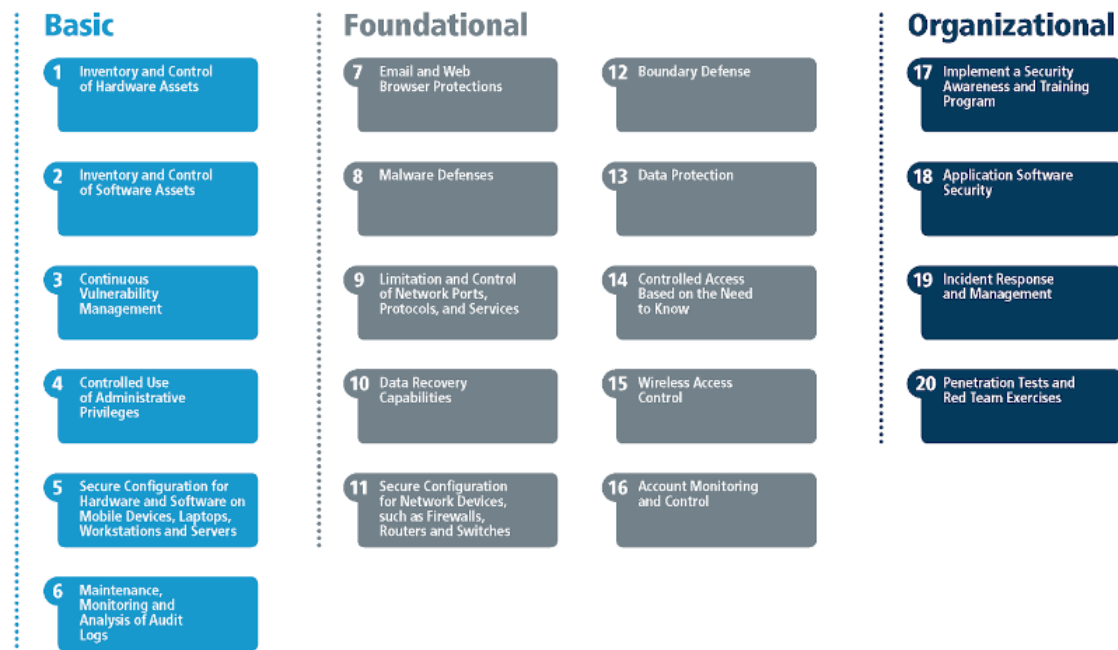 Basic
1 Inventory and Control
of Hardware Assets
2 Inventory and Control
of Software Assets
3 Continuous
Vulnerability
Management
4 Controlled Use
of Administrative
Privileges
5 Secure Configuration for
Hardware and Software on
Mobile Devices, Laptops,
Workstations and Servers
6 Maintenance,
Monitoring and
Analysis of Audit
Logs
Foundational
7 Email and Web
Browser Protections
8 Malware Defenses
9 Limitation and Control
of Network Ports,
Protocols, and Services
10 Data Recovery
Capabilities
11 Secure Configuration
for Network Devices,
such as Firewalls,
Routers and Switches
12 Boundary Defense
13 Data Protection
14 Controlled Access
Based on the Need
to Know
15 Wireless Access
Control
16 Account Monitoring
and Control
Organizational
17 Implement a Security
Awareness and Training
Program
18 Application Software
Security
19 Incident Response
and Management
20 Penetration Tests and
Red Team Exercises